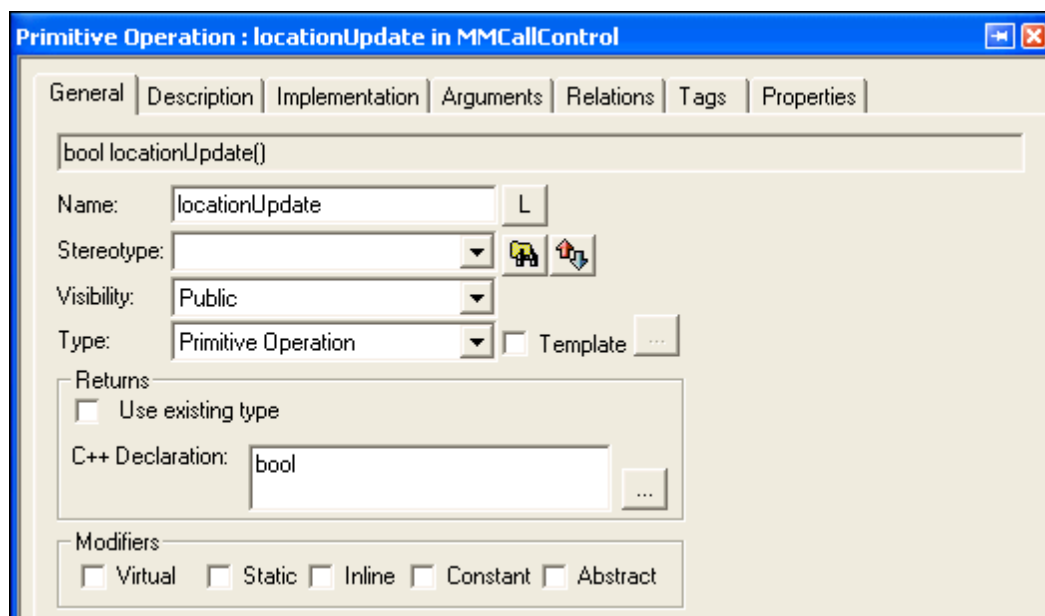 Primitive Operation : locationUpdate in MMCallControl
General Description Implementation Arguments Relations Tags Properties
bool locationUpdate()
Name: locationUpdate L
Stereotype:
Visibility: Public
Type: Primitive Operation Template ...
Returns
Use existing type
C++ Declaration: bool
...
Modifiers
Virtual Static Inline Constant Abstract